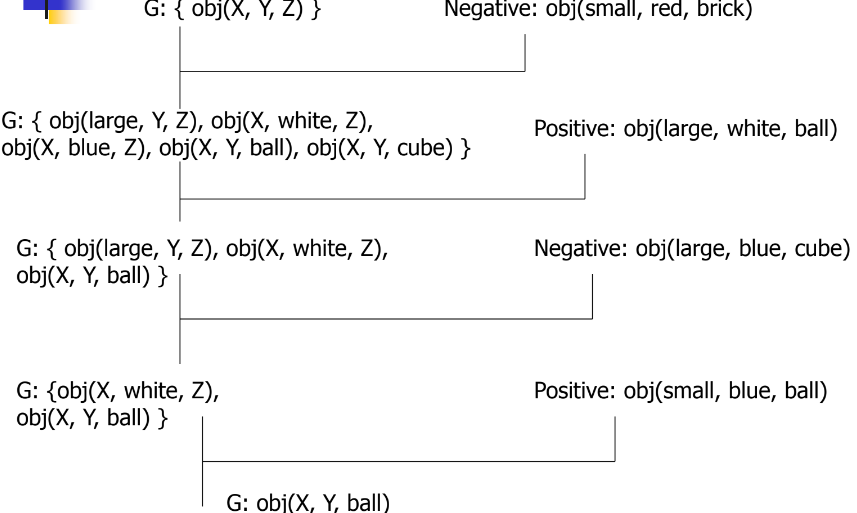 G: { obj(X, Y, Z) }
Negative: obj(small, red, brick)
G: { obj(large, Y, Z), obj(X, white, Z),
obj(X, blue, Z), obj(X, Y, ball), obj(X, Y, cube) }
Positive: obj(large, white, ball)
G: { obj(large, Y, Z), obj(X, white, Z),
obj(X, Y, ball) }
Negative: obj(large, blue, cube)
G: {obj(X, white, Z),
obj(X, Y, ball) }
Positive: obj(small, blue, ball)
G: obj(X, Y, ball)